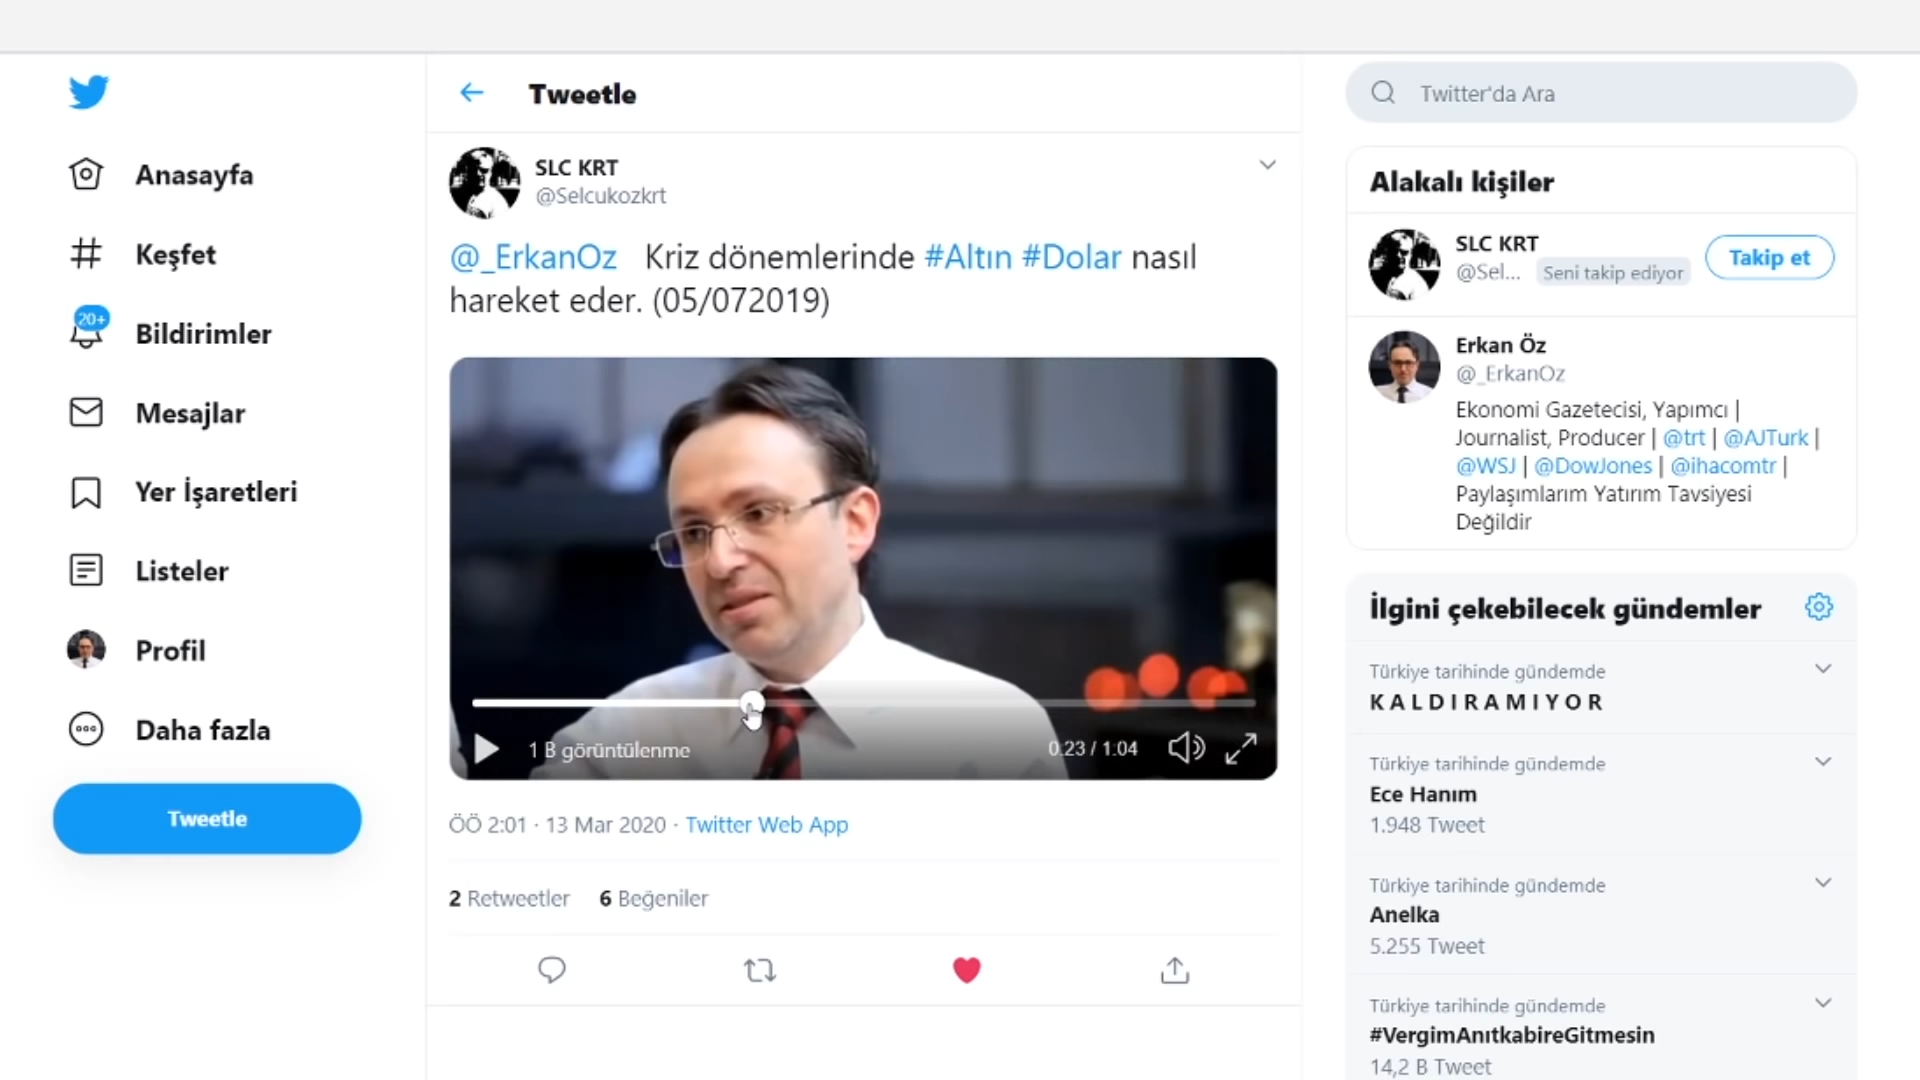 Anasayfa
Keşfet
20+
Bildirimler
Mesajlar
Yer İşaretleri
Listeler
Profil
Daha fazla
Tweetle
Tweetle
SLC KRT
@Selcukozkrt
@_ErkanOz Kriz dönemlerinde #Altın #Dolar nasıl
hareket eder. (05/072019)
1 B görüntülenme
0:23 / 1:04
ÖÖ 2:01 · 13 Mar 2020 · Twitter Web App
2 Retweetler 6 Beğeniler
Twitter'da Ara
Alakalı kişiler
SLC KRT
@Sel... Seni takip ediyor
Takip et
Erkan Öz
@_ErkanOz
Ekonomi Gazetecisi, Yapımcı |
Journalist, Producer | @trt | @AJTurk |
@WSJ | @DowJones | @ihacomtr |
Paylaşımlarım Yatırım Tavsiyesi
Değildir
İlgini çekebilecek gündemler
Türkiye tarihinde gündemde
K A L D I R A M I Y O R
Türkiye tarihinde gündemde
Ece Hanım
1.948 Tweet
Türkiye tarihinde gündemde
Anelka
5.255 Tweet
Türkiye tarihinde gündemde
#VergimAnıtkabireGitmesin
14,2 B Tweet